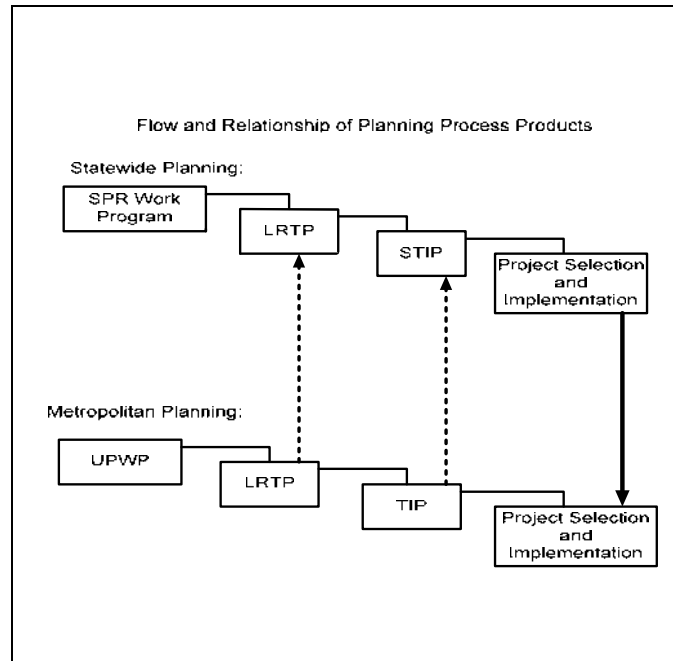 Flow and Relationship of Planning Process Products
Statewide Planning:
SPR Work
Program
LRTP
STIP
Project Selection
and
Implementation
Metropolitan Planning:
UPWP
LRTP
TIP
Project Selection
and
Implementation